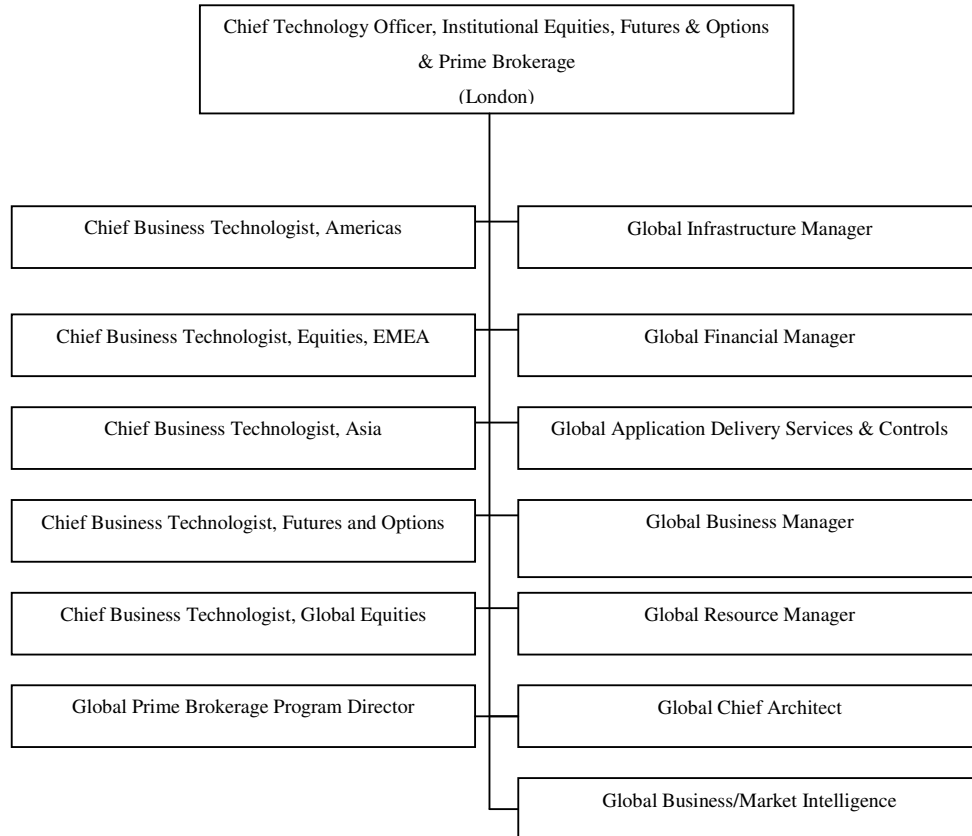 Chief Technology Officer, Institutional Equities, Futures & Options
& Prime Brokerage
(London)
Chief Business Technologist, Americas
Global Infrastructure Manager
Chief Business Technologist, Equities, EMEA
Global Financial Manager
Chief Business Technologist, Asia
Global Application Delivery Services & Controls
Chief Business Technologist, Futures and Options
Global Business Manager
Chief Business Technologist, Global Equities
Global Resource Manager
Global Prime Brokerage Program Director
Global Chief Architect
Global Business/Market Intelligence